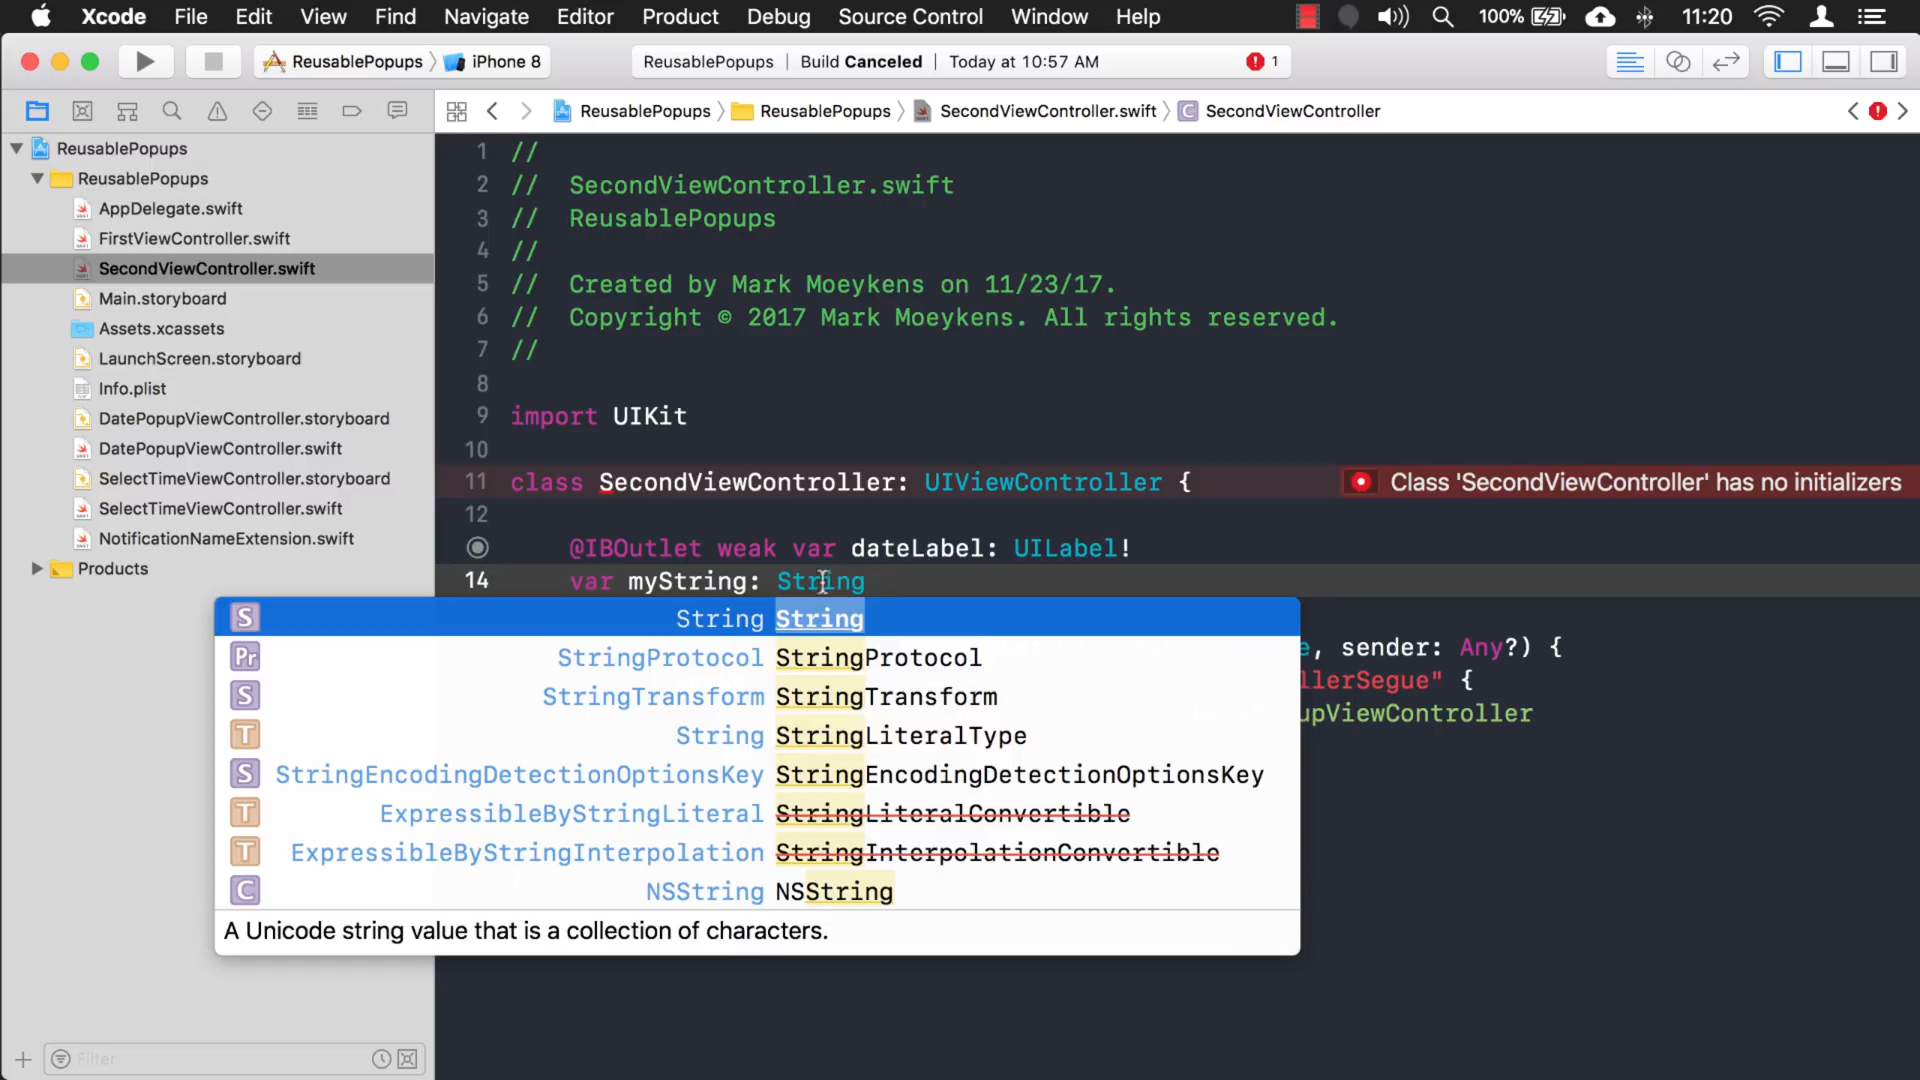 Xcode File Edit View Find Navigate Editor Product Debug Source Control Window Help 100% 11:20
ReusablePopups iPhone 8 ReusablePopups Build Canceled Today at 10:57 AM 1
ReusablePopups ReusablePopups SecondViewController.swift C SecondViewController
ReusablePopups
ReusablePopups
AppDelegate.swift
FirstViewController.swift
SecondViewController.swift
Main.storyboard
Assets.xcassets
LaunchScreen.storyboard
Info.plist
DatePopupViewController.storyboard
DatePopupViewController.swift
SelectTimeViewController.storyboard
SelectTimeViewController.swift
NotificationNameExtension.swift
Products
Filter
1 //
2 // SecondViewController.swift
3 // ReusablePopups
4 //
5 // Created by Mark Moeykens on 11/23/17.
6 // Copyright © 2017 Mark Moeykens. All rights reserved.
7 //
8
9 import UIKit
10
11 class SecondViewController: UIViewController { Class 'SecondViewController' has no initializers
12
@IBOutlet weak var dateLabel: UILabel!
14 var myString: String
S String String
Pr StringProtocol StringProtocol
S StringTransform StringTransform
T String StringLiteralType
S StringEncodingDetectionOptionsKey StringEncodingDetectionOptionsKey
T ExpressibleByStringLiteral StringLiteralConvertible
T ExpressibleByStringInterpolation StringInterpolationConvertible
C NSString NSString
A Unicode string value that is a collection of characters.
e, sender: Any?) {
llerSegue" {
upViewController